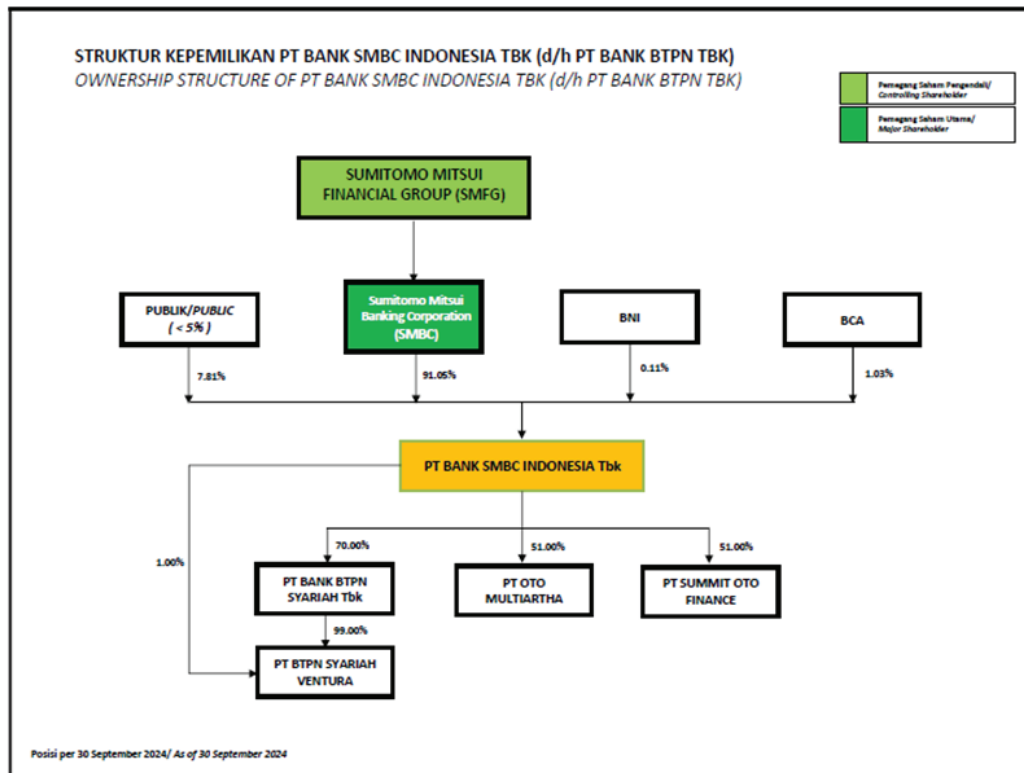 STRUKTUR KEPEMILIKAN PT BANK SMBC INDONESIA TBK (d/h PT BANK BTPN TBK)
OWNERSHIP STRUCTURE OF PT BANK SMBC INDONESIA TBK (d/h PT BANK BTPN TBK)
Pemegang Saham Pengendali/
Controlling Shareholder
Pemegang Saham Utama/
Major Shareholder
SUMITOMO MITSUI
FINANCIAL GROUP (SMFG)
PUBLIK/PUBLIC
( < 5% )
Sumitomo Mitsui
Banking Corporation
(SMBC)
BNI
BCA
7.81%
91.05%
0.11%
1.03%
PT BANK SMBC INDONESIA Tbk
1.00%
70.00%
51.00%
51.00%
PT BANK BTPN
SYARIAH Tbk
PT OTO
MULTIARTHA
PT SUMMIT OTO
FINANCE
99.00%
PT BTPN SYARIAH
VENTURA
Posisi per 30 September 2024/ As of 30 September 2024